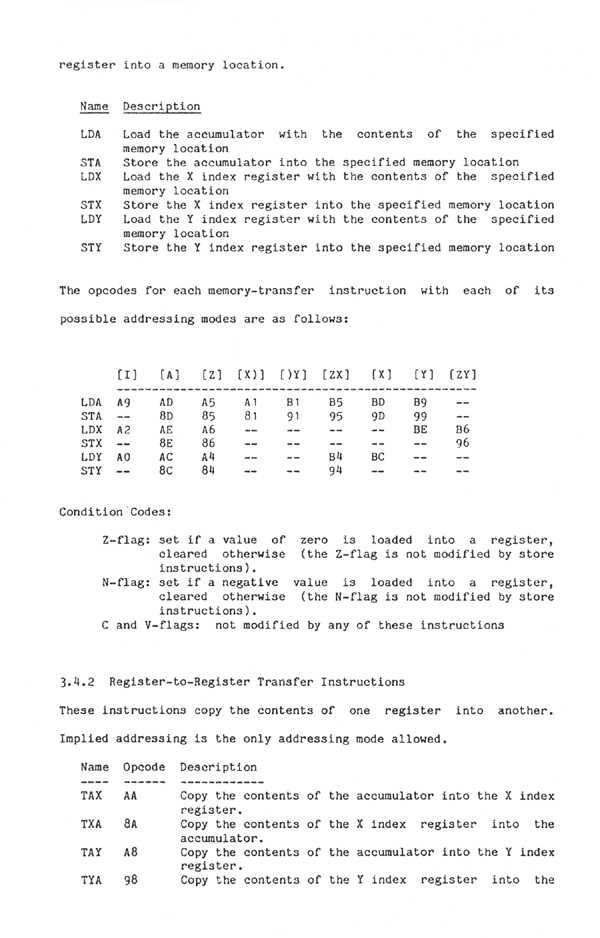 register into a memory location.
Name Description
LDA Load the accumulator with the contents of the specified
memory location
STA Store the accumulator into the specified memory location
LDX Load the X index register with the contents of the specified
memory location
STX Store the X index register into the specified memory location
LDY Load the Y index register with the contents of the specified
memory location
STY Store the Y index register into the specified memory location
The opcodes for each memory-transfer instruction with each of its
possible addressing modes are as follows:
[I] [A] [Z] [X)] [)Y] [ZX] [X] [Y] [ZY]
---------------------------------------------------
LDA A9 AD A5 A1 B1 B5 BD B9 --
STA -- 8D 85 81 91 95 9D 99 --
LDX A2 AE A6 -- -- -- -- BE B6
STX -- 8E 86 -- -- -- -- -- 96
LDY A0 AC A4 -- -- B4 BC -- --
STY -- 8C 84 -- -- 94 -- -- --
Condition Codes:
Z-flag: set if a value of zero is loaded into a register,
cleared otherwise (the Z-flag is not modified by store
instructions).
N-flag: set if a negative value is loaded into a register,
cleared otherwise (the N-flag is not modified by store
instructions).
C and V-flags: not modified by any of these instructions
3.4.2 Register-to-Register Transfer Instructions
These instructions copy the contents of one register into another.
Implied addressing is the only addressing mode allowed.
Name Opcode Description
---- ------ ------------
TAX AA Copy the contents of the accumulator into the X index
register.
TXA 8A Copy the contents of the X index register into the
accumulator.
TAY A8 Copy the contents of the accumulator into the Y index
register.
TYA 98 Copy the contents of the Y index register into the